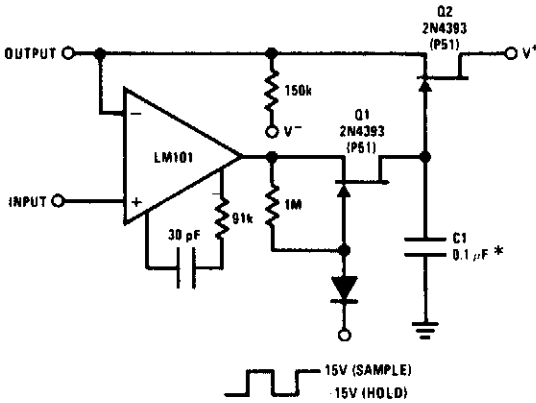 Q2
2N4393
(P51)
OUTPUT
V+
150k
Q1
2N4393
(P51)
V−
−
LM101
INPUT
+
91k
1M
30 pF
C1
0.1 μF *
15V (SAMPLE)
-15V (HOLD)